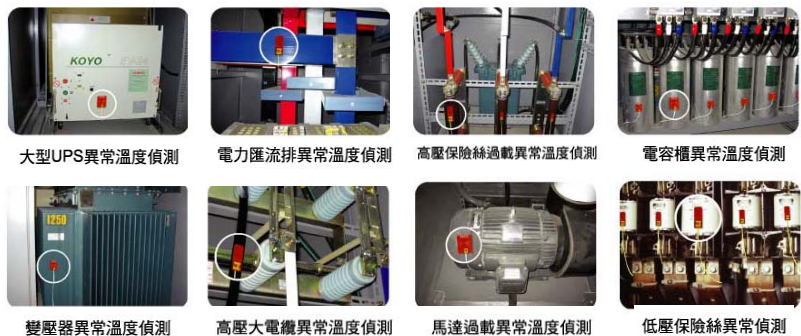 KOYO
大型UPS異常溫度偵測
電力匯流排異常溫度偵測
高壓保險絲過載異常溫度偵測
電容櫃異常溫度偵測
1250
變壓器異常溫度偵測
高壓大電纜異常溫度偵測
馬達過載異常溫度偵測
低壓保險絲異常偵測